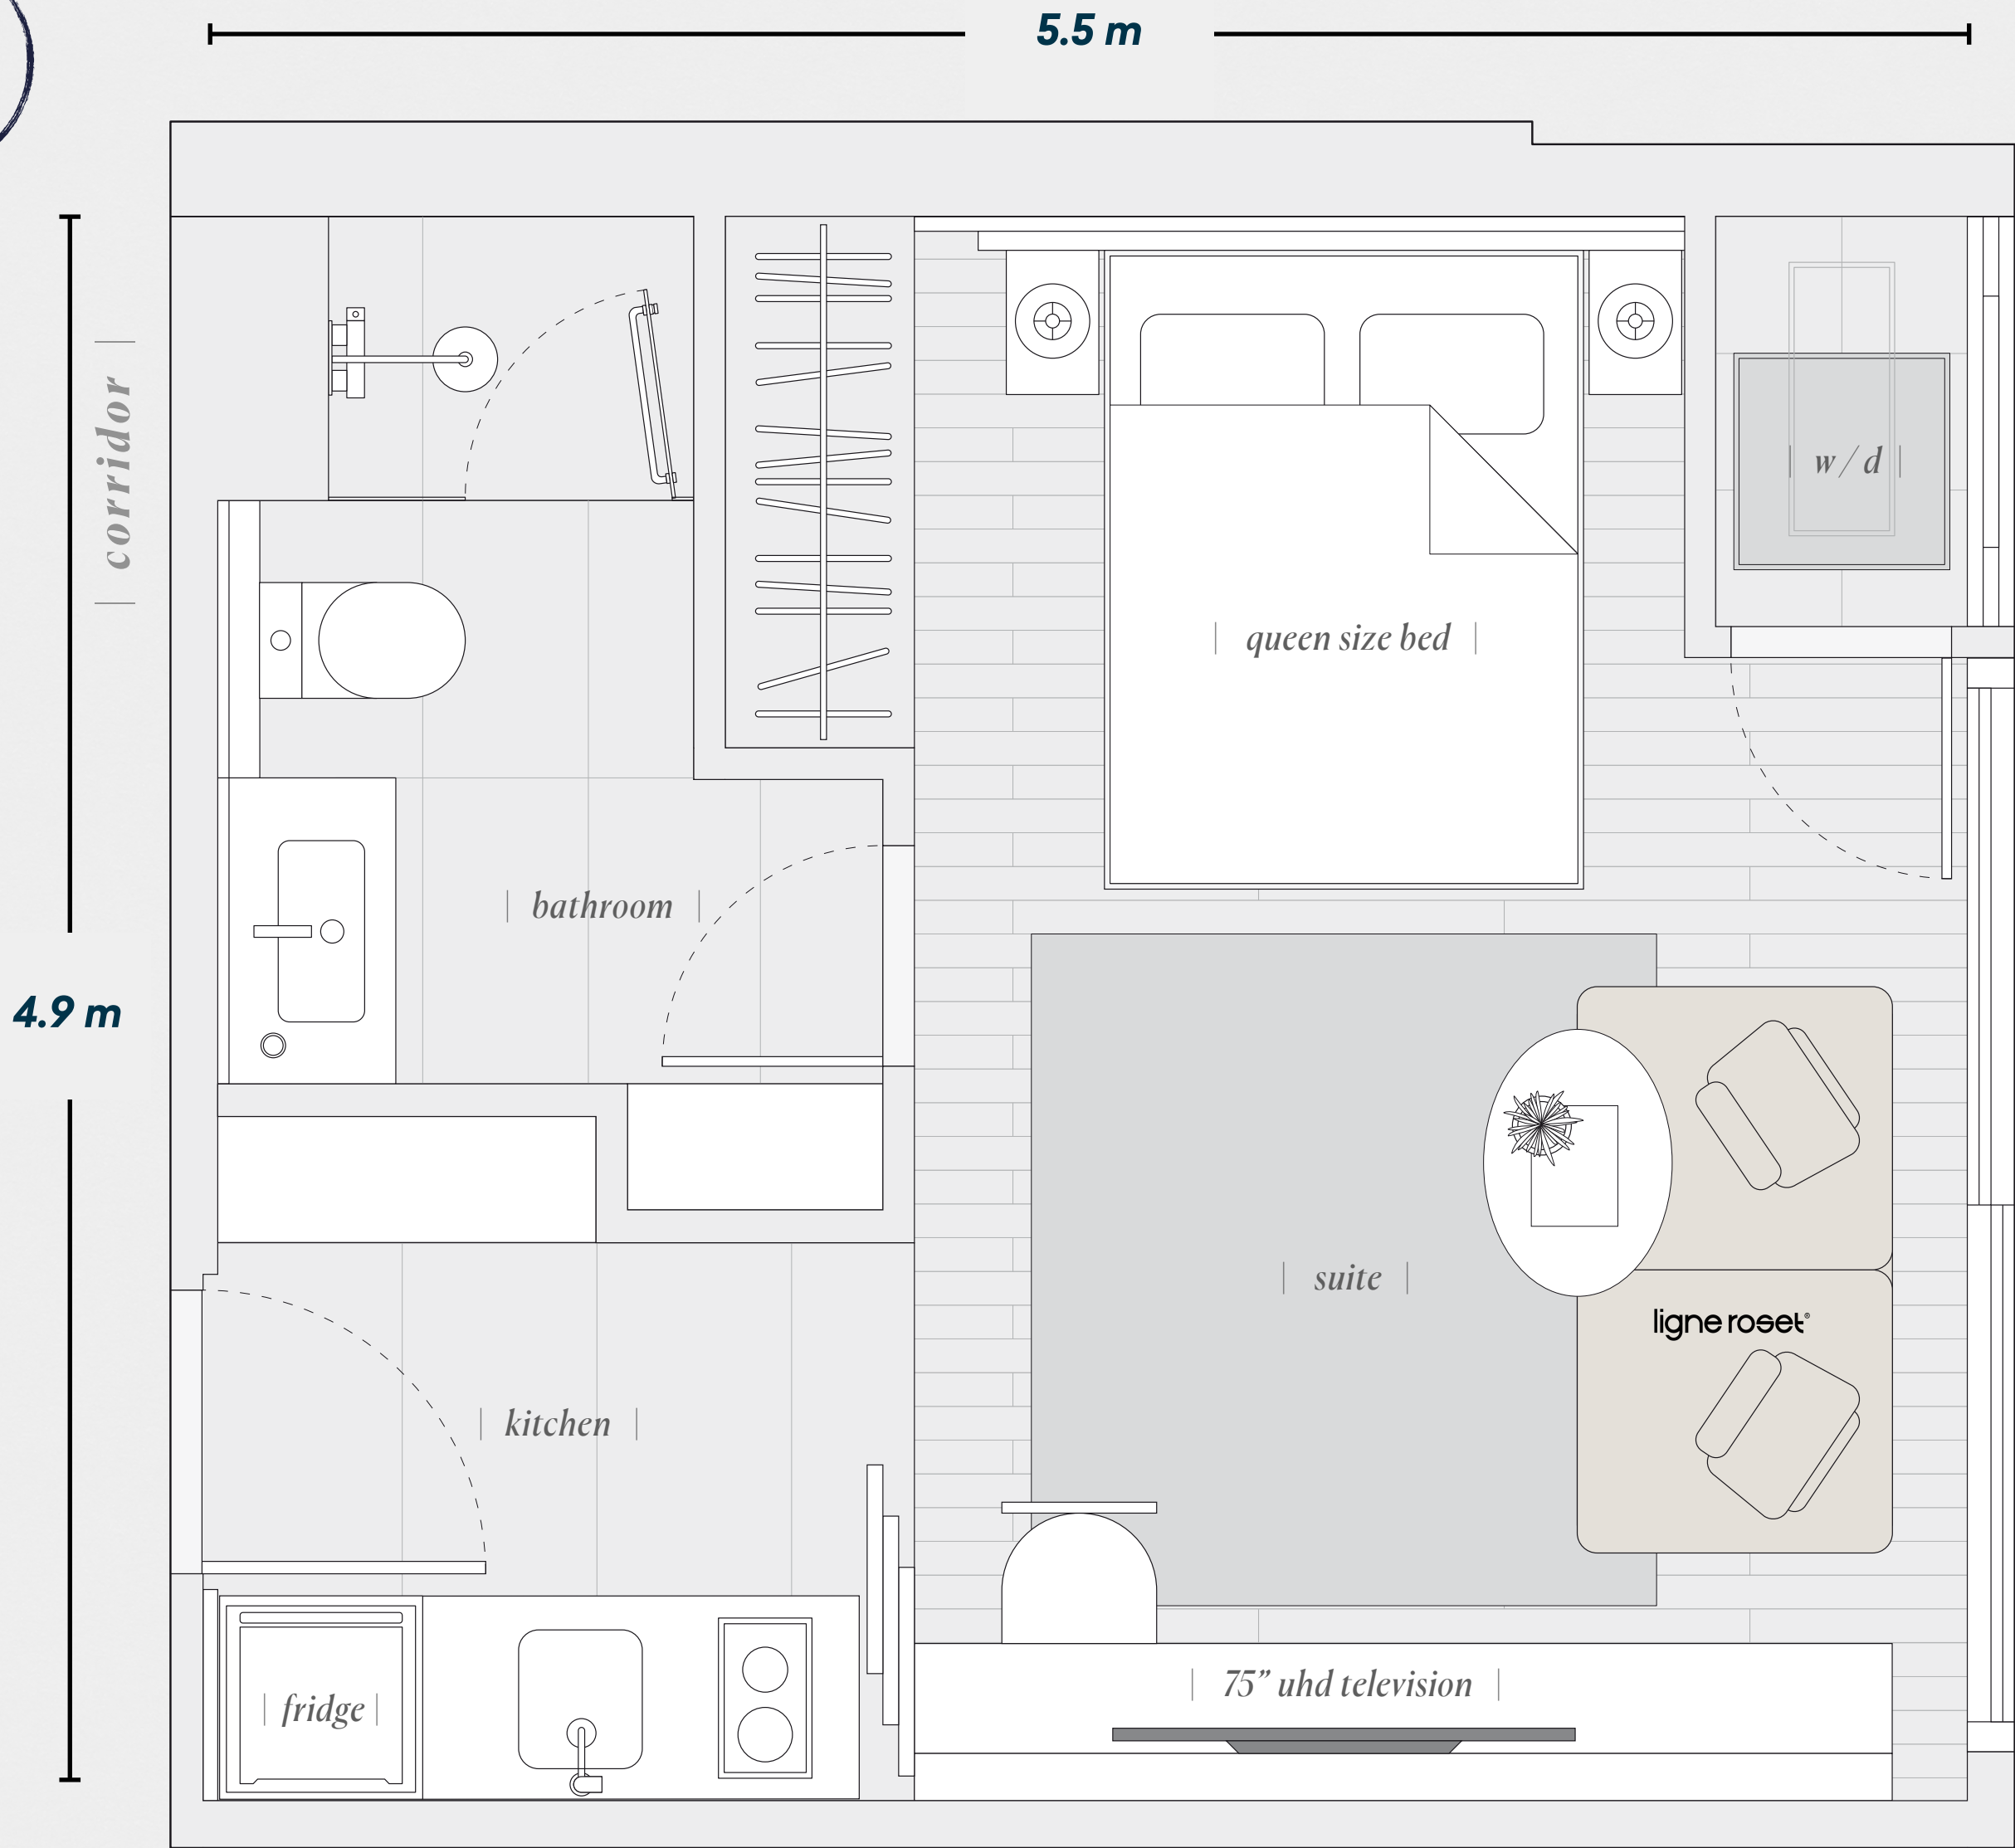 5.5 m
corridor
w/d
queen size bed
bathroom
4.9 m
suite
ligne roset®
kitchen
75” uhd television
fridge